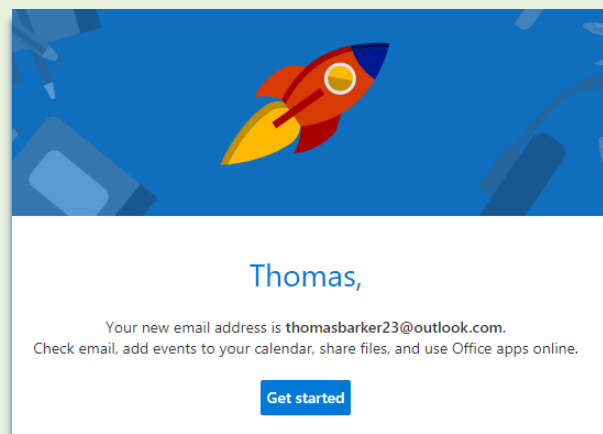 Thomas,
Your new email address is thomasbarker23@outlook.com.
Check email, add events to your calendar, share files, and use Office apps online.
Get started